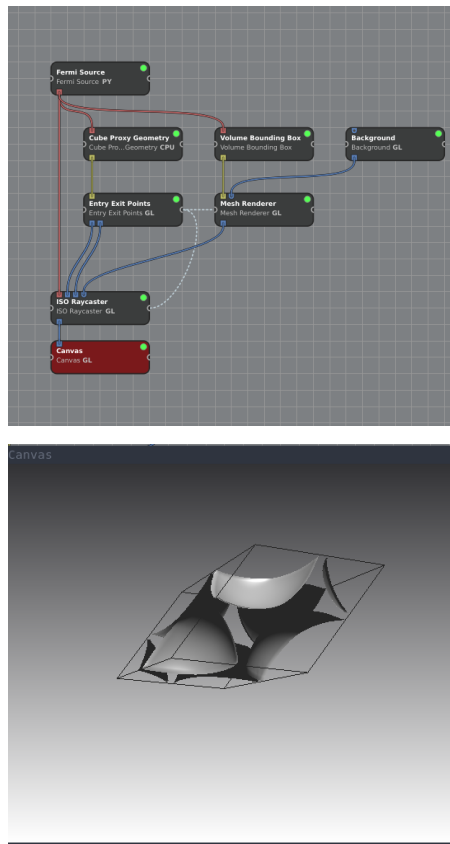 Fermi Source
Fermi Source PY
Cube Proxy Geometry
Cube Pro...Geometry CPU
Volume Bounding Box
Volume Bounding Box
Background
Background GL
Entry Exit Points
Entry Exit Points GL
Mesh Renderer
Mesh Renderer GL
ISO Raycaster
ISO Raycaster GL
Canvas
Canvas GL
Canvas